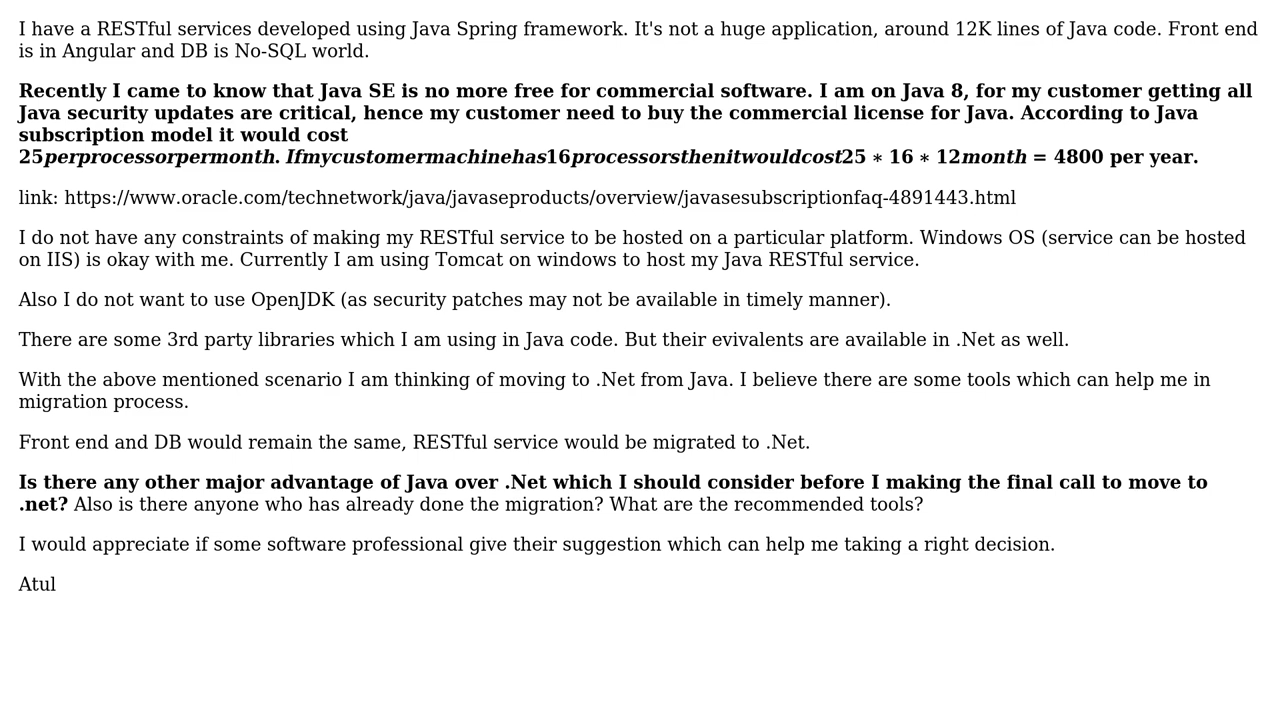 I have a RESTful services developed using Java Spring framework. It's not a huge application, around 12K lines of Java code. Front end
is in Angular and DB is No-SQL world.
Recently I came to know that Java SE is no more free for commercial software. I am on Java 8, for my customer getting all
Java security updates are critical, hence my customer need to buy the commercial license for Java. According to Java
subscription model it would cost
25perprocessorpermonth. Ifmycustomermachinehas16processorsthenitwouldcost25 * 16 * 12month = 4800 per year.
link: https://www.oracle.com/technetwork/java/javaseproducts/overview/javasesubscriptionfaq-4891443.html
I do not have any constraints of making my RESTful service to be hosted on a particular platform. Windows OS (service can be hosted
on IIS) is okay with me. Currently I am using Tomcat on windows to host my Java RESTful service.
Also I do not want to use OpenJDK (as security patches may not be available in timely manner).
There are some 3rd party libraries which I am using in Java code. But their evivalents are available in .Net as well.
With the above mentioned scenario I am thinking of moving to .Net from Java. I believe there are some tools which can help me in
migration process.
Front end and DB would remain the same, RESTful service would be migrated to .Net.
Is there any other major advantage of Java over .Net which I should consider before I making the final call to move to
.net? Also is there anyone who has already done the migration? What are the recommended tools?
I would appreciate if some software professional give their suggestion which can help me taking a right decision.
Atul